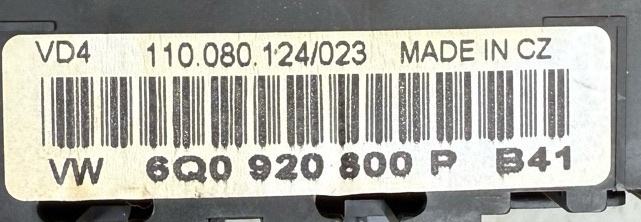 VD4 110.080.124/023 MADE IN CZ
VW 6Q0 920 800 P B41